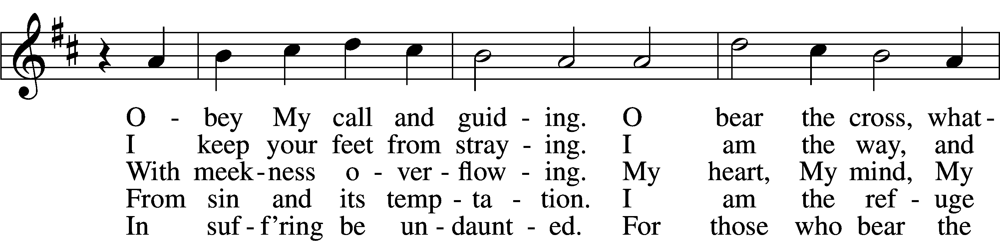 O - bey My call and guid - ing. O bear the cross, what -
I keep your feet from stray - ing. I am the way, and
With meek - ness o - ver - flow - ing. My heart, My mind, My
From sin and its temp - ta - tion. I am the ref - uge
In suf - f’ring be un - daunt - ed. For those who bear the